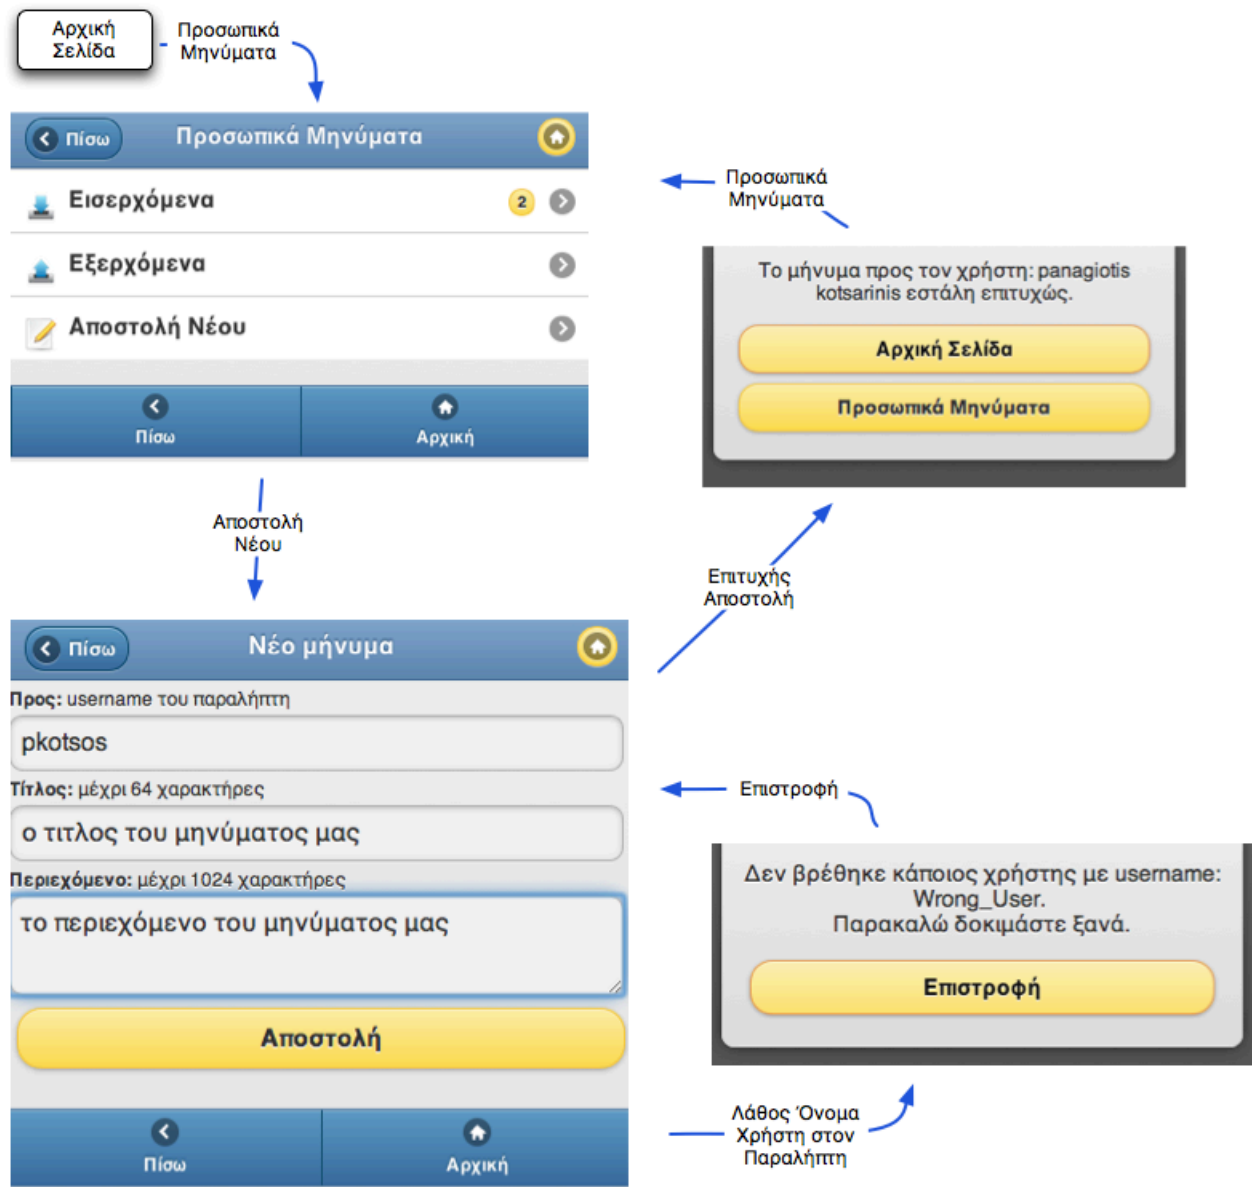 Αρχική
Σελίδα
Προσωπικά
Μηνύματα
Πίσω
Προσωπικά Μηνύματα
Εισερχόμενα
2
Εξερχόμενα
Αποστολή Νέου
Πίσω
Αρχική
Προσωπικά
Μηνύματα
Το μήνυμα προς τον χρήστη: panagiotis
kotsarinis εστάλη επιτυχώς.
Αρχική Σελίδα
Προσωπικά Μηνύματα
Αποστολή
Νέου
Επιτυχής
Αποστολή
Πίσω
Νέο μήνυμα
Προς: username του παραλήπτη
pkotsos
Τίτλος: μέχρι 64 χαρακτήρες
ο τιτλος του μηνύματος μας
Περιεχόμενο: μέχρι 1024 χαρακτήρες
το περιεχόμενο του μηνύματος μας
Αποστολή
Πίσω
Αρχική
Επιστροφή
Δεν βρέθηκε κάποιος χρήστης με username:
Wrong_User.
Παρακαλώ δοκιμάστε ξανά.
Επιστροφή
Λάθος Όνομα
Χρήστη στον
Παραλήπτη